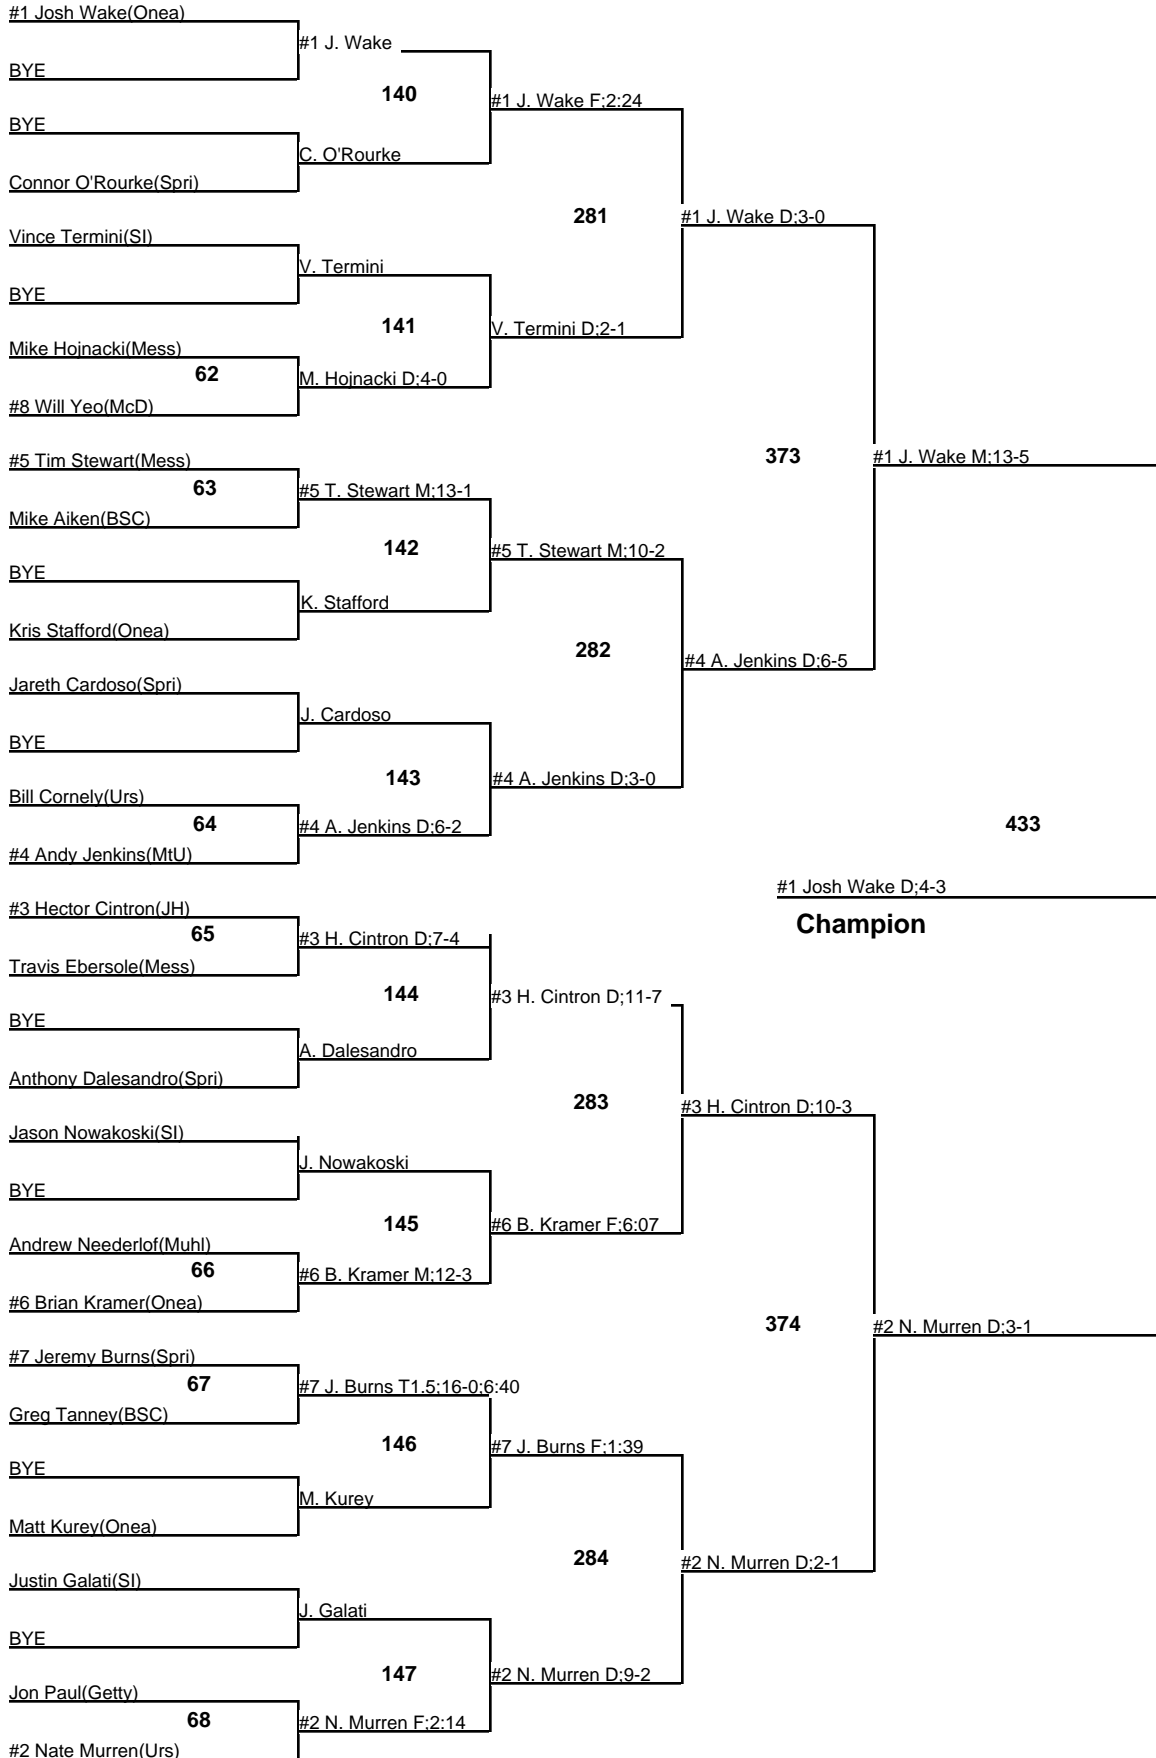 #1 Josh Wake(Onea)
#1 J. Wake
BYE
140
#1 J. Wake F;2:24
BYE
C. O'Rourke
Connor O'Rourke(Spri)
281
#1 J. Wake D;3-0
Vince Termini(SI)
V. Termini
BYE
141
V. Termini D;2-1
Mike Hojnacki(Mess)
62
M. Hojnacki D;4-0
#8 Will Yeo(McD)
373
#1 J. Wake M;13-5
#5 Tim Stewart(Mess)
63
#5 T. Stewart M;13-1
Mike Aiken(BSC)
142
#5 T. Stewart M;10-2
BYE
K. Stafford
Kris Stafford(Onea)
282
#4 A. Jenkins D;6-5
Jareth Cardoso(Spri)
J. Cardoso
BYE
143
#4 A. Jenkins D;3-0
Bill Cornely(Urs)
64
#4 A. Jenkins D;6-2
433
#4 Andy Jenkins(MtU)
#1 Josh Wake D;4-3
Champion
#3 Hector Cintron(JH)
65
#3 H. Cintron D;7-4
Travis Ebersole(Mess)
144
#3 H. Cintron D;11-7
BYE
A. Dalesandro
Anthony Dalesandro(Spri)
283
#3 H. Cintron D;10-3
Jason Nowakoski(SI)
J. Nowakoski
BYE
145
#6 B. Kramer F;6:07
Andrew Neederlof(Muhl)
66
#6 B. Kramer M;12-3
#6 Brian Kramer(Onea)
374
#2 N. Murren D;3-1
#7 Jeremy Burns(Spri)
67
#7 J. Burns T1.5;16-0;6:40
Greg Tanney(BSC)
146
#7 J. Burns F;1:39
BYE
M. Kurey
Matt Kurey(Onea)
284
#2 N. Murren D;2-1
Justin Galati(SI)
J. Galati
BYE
147
#2 N. Murren D;9-2
Jon Paul(Getty)
68
#2 N. Murren F;2:14
#2 Nate Murren(Urs)